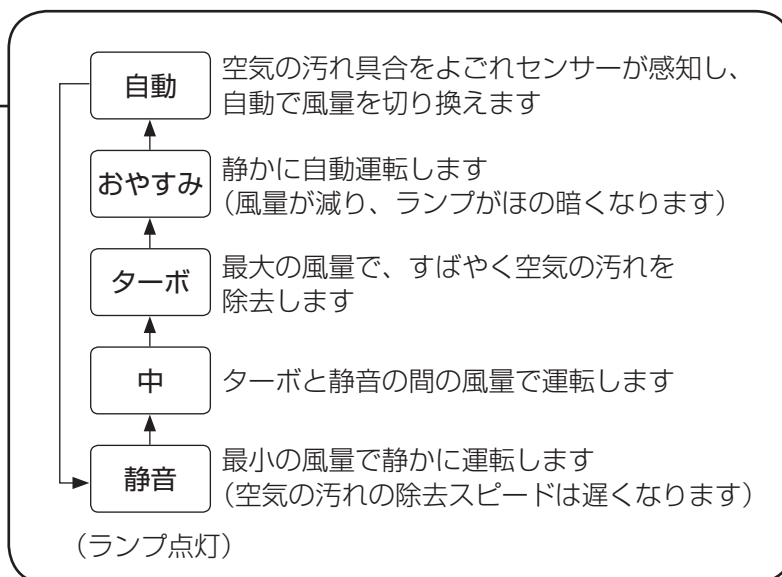 自動
空気の汚れ具合をよごれセンサーが感知し、
自動で風量を切り換えます
おやすみ
静かに自動運転します
（風量が減り、ランプがほの暗くなります）
ターボ
最大の風量で、すばやく空気の汚れを
除去します
中
ターボと静音の間の風量で運転します
静音
最小の風量で静かに運転します
（空気の汚れの除去スピードは遅くなります）
（ランプ点灯）